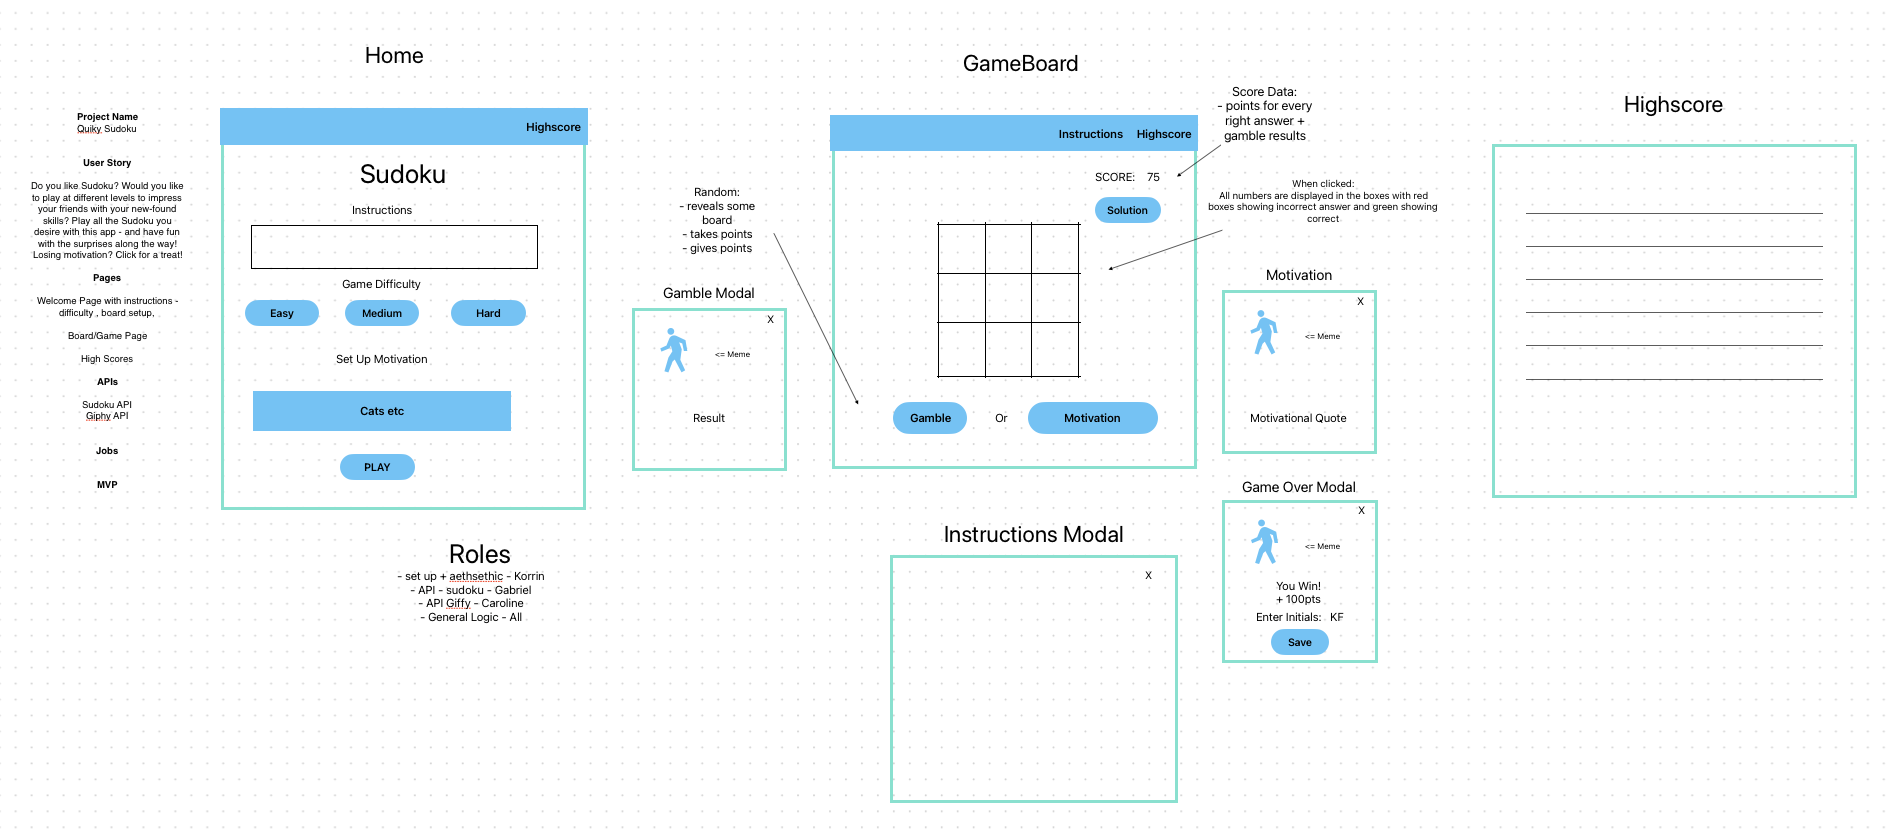 Project Name
Quiky Sudoku
User Story
Do you like Sudoku? Would you like
to play at different levels to impress
your friends with your new-found
skills? Play all the Sudoku you
desire with this app - and have fun
with the surprises along the way!
Losing motivation? Click for a treat!
Pages
Welcome Page with instructions -
difficulty , board setup,
Board/Game Page
High Scores
APIs
Sudoku API
Giphy API
Jobs
MVP
Home
Highscore
Sudoku
Instructions
Game Difficulty
Easy
Medium
Hard
Set Up Motivation
Cats etc
PLAY
Roles
- set up + aethsethic - Korrin
- API - sudoku - Gabriel
- API Giffy - Caroline
- General Logic - All
Random:
- reveals some
board
- takes points
- gives points
Gamble Modal
X
<= Meme
Result
GameBoard
Instructions
Highscore
SCORE: 75
Solution
Gamble
Or
Motivation
Score Data:
- points for every
right answer +
gamble results
When clicked:
All numbers are displayed in the boxes with red
boxes showing incorrect answer and green showing
correct
Motivation
X
<= Meme
Motivational Quote
Game Over Modal
X
<= Meme
You Win!
+ 100pts
Enter Initials: KF
Save
Instructions Modal
X
Highscore